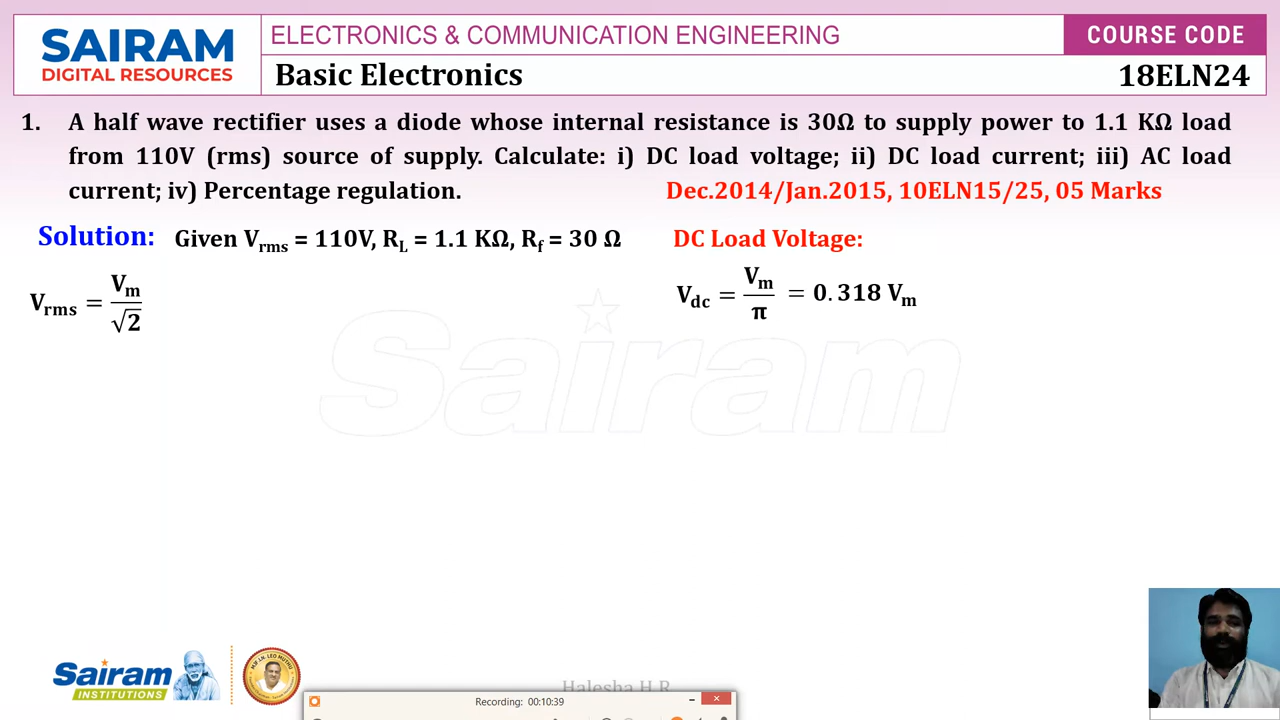 SAIRAM
DIGITAL RESOURCES
ELECTRONICS & COMMUNICATION ENGINEERING
COURSE CODE
Basic Electronics
18ELN24
1. A half wave rectifier uses a diode whose internal resistance is 30Ω to supply power to 1.1 KΩ load
from 110V (rms) source of supply. Calculate: i) DC load voltage; ii) DC load current; iii) AC load
current; iv) Percentage regulation. Dec.2014/Jan.2015, 10ELN15/25, 05 Marks
Solution: Given Vrms = 110V, RL = 1.1 KΩ, Rf = 30 Ω
Vrms = Vm/√2
DC Load Voltage:
Vdc = Vm/π = 0.318 Vm
Sairam
Sairam
INSTITUTIONS
Halesha H R
Recording: 00:10:39